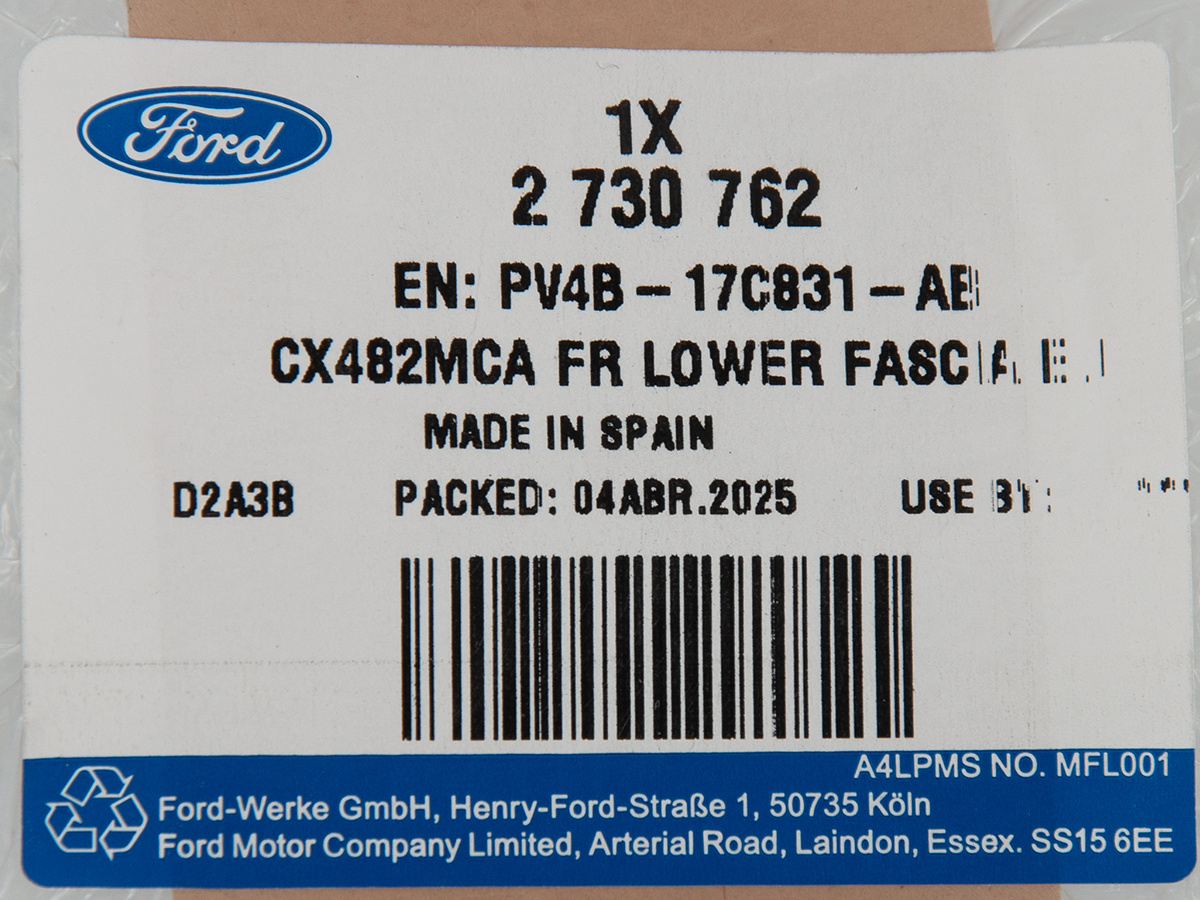 Ford
1X
2 730 762
EN: PV4B - 17C831 - AB
CX482MCA FR LOWER FASCIA
MADE IN SPAIN
D2A3B PACKED: 04ABR.2025 USE BY:
A4LPMS NO. MFL001
Ford-Werke GmbH, Henry-Ford-Straße 1, 50735 Köln
Ford Motor Company Limited, Arterial Road, Laindon, Essex. SS15 6EE